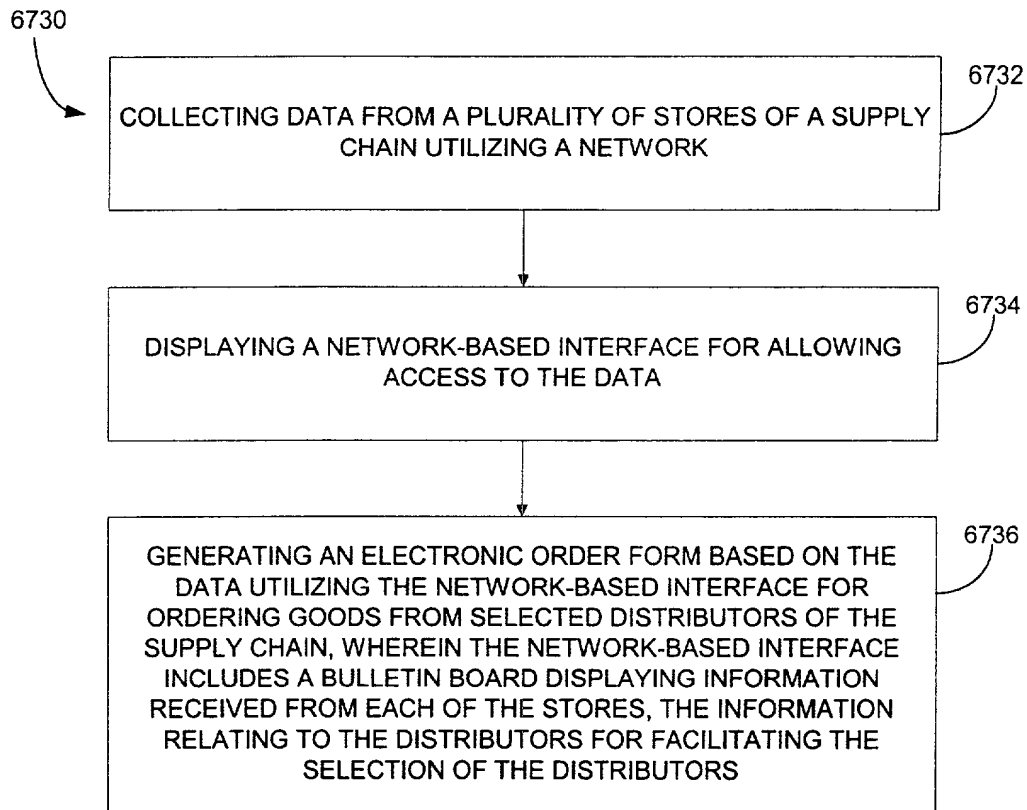 6730
6732
COLLECTING DATA FROM A PLURALITY OF STORES OF A SUPPLY
CHAIN UTILIZING A NETWORK
6734
DISPLAYING A NETWORK-BASED INTERFACE FOR ALLOWING
ACCESS TO THE DATA
6736
GENERATING AN ELECTRONIC ORDER FORM BASED ON THE
DATA UTILIZING THE NETWORK-BASED INTERFACE FOR
ORDERING GOODS FROM SELECTED DISTRIBUTORS OF THE
SUPPLY CHAIN, WHEREIN THE NETWORK-BASED INTERFACE
INCLUDES A BULLETIN BOARD DISPLAYING INFORMATION
RECEIVED FROM EACH OF THE STORES, THE INFORMATION
RELATING TO THE DISTRIBUTORS FOR FACILITATING THE
SELECTION OF THE DISTRIBUTORS